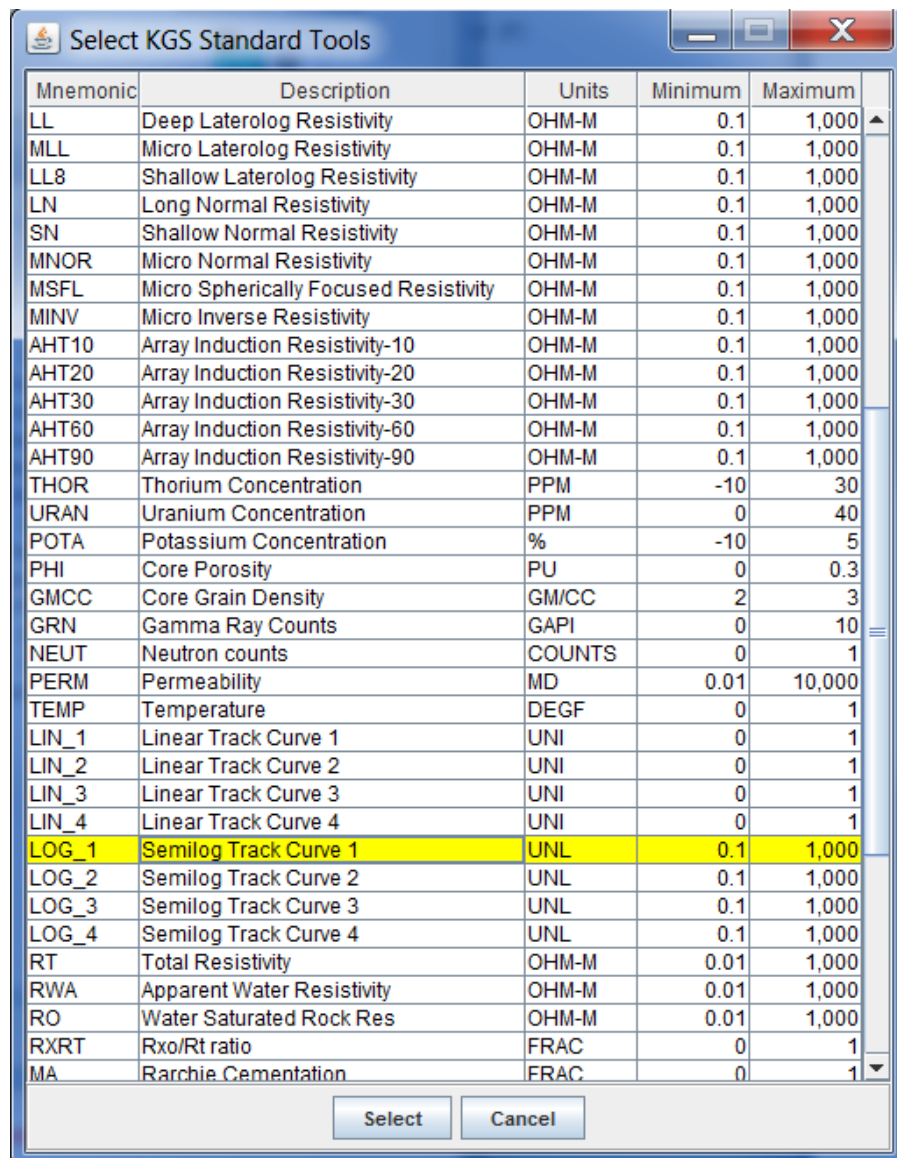 Select KGS Standard Tools
Mnemonic Description Units Minimum Maximum
LL Deep Laterolog Resistivity OHM-M 0.1 1,000
MLL Micro Laterolog Resistivity OHM-M 0.1 1,000
LL8 Shallow Laterolog Resistivity OHM-M 0.1 1,000
LN Long Normal Resistivity OHM-M 0.1 1,000
SN Shallow Normal Resistivity OHM-M 0.1 1,000
MNOR Micro Normal Resistivity OHM-M 0.1 1,000
MSFL Micro Spherically Focused Resistivity OHM-M 0.1 1,000
MINV Micro Inverse Resistivity OHM-M 0.1 1,000
AHT10 Array Induction Resistivity-10 OHM-M 0.1 1,000
AHT20 Array Induction Resistivity-20 OHM-M 0.1 1,000
AHT30 Array Induction Resistivity-30 OHM-M 0.1 1,000
AHT60 Array Induction Resistivity-60 OHM-M 0.1 1,000
AHT90 Array Induction Resistivity-90 OHM-M 0.1 1,000
THOR Thorium Concentration PPM -10 30
URAN Uranium Concentration PPM 0 40
POTA Potassium Concentration % -10 5
PHI Core Porosity PU 0 0.3
GMCC Core Grain Density GM/CC 2 3
GRN Gamma Ray Counts GAPI 0 10
NEUT Neutron counts COUNTS 0 1
PERM Permeability MD 0.01 10,000
TEMP Temperature DEGF 0 1
LIN_1 Linear Track Curve 1 UNI 0 1
LIN_2 Linear Track Curve 2 UNI 0 1
LIN_3 Linear Track Curve 3 UNI 0 1
LIN_4 Linear Track Curve 4 UNI 0 1
LOG_1 Semilog Track Curve 1 UNL 0.1 1,000
LOG_2 Semilog Track Curve 2 UNL 0.1 1,000
LOG_3 Semilog Track Curve 3 UNL 0.1 1,000
LOG_4 Semilog Track Curve 4 UNL 0.1 1,000
RT Total Resistivity OHM-M 0.01 1,000
RWA Apparent Water Resistivity OHM-M 0.01 1,000
RO Water Saturated Rock Res OHM-M 0.01 1,000
RXRT Rxo/Rt ratio FRAC 0 1
MA Rarchie Cementation FRAC 0 1
Select Cancel